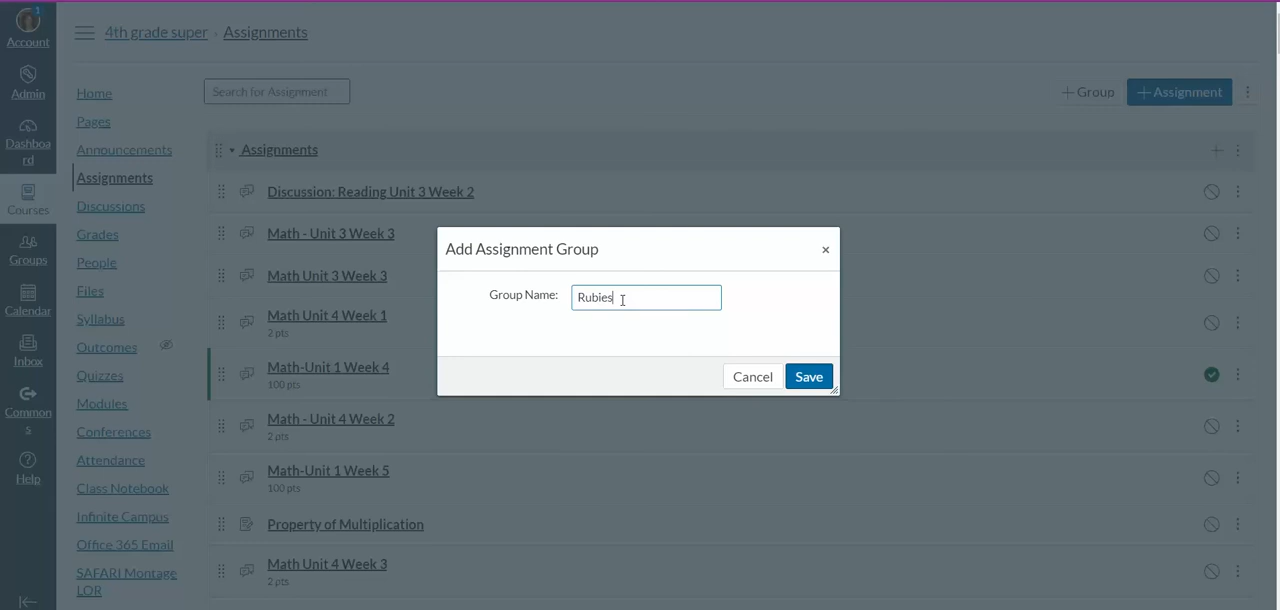 1
Account
Admin
Dashboa
rd
Courses
Groups
Calendar
Inbox
Common
s
Help
4th grade super › Assignments
Home
Pages
Announcements
Assignments
Discussions
Grades
People
Files
Syllabus
Outcomes
Quizzes
Modules
Conferences
Attendance
Class Notebook
Infinite Campus
Office 365 Email
SAFARI Montage
LOR
Search for Assignment
+ Group
+ Assignment
Assignments
Discussion: Reading Unit 3 Week 2
Math - Unit 3 Week 3
Math Unit 3 Week 3
Math Unit 4 Week 1
2 pts
Math-Unit 1 Week 4
100 pts
Math - Unit 4 Week 2
2 pts
Math-Unit 1 Week 5
100 pts
Property of Multiplication
Math Unit 4 Week 3
2 pts
Add Assignment Group
Group Name: Rubies
Cancel Save